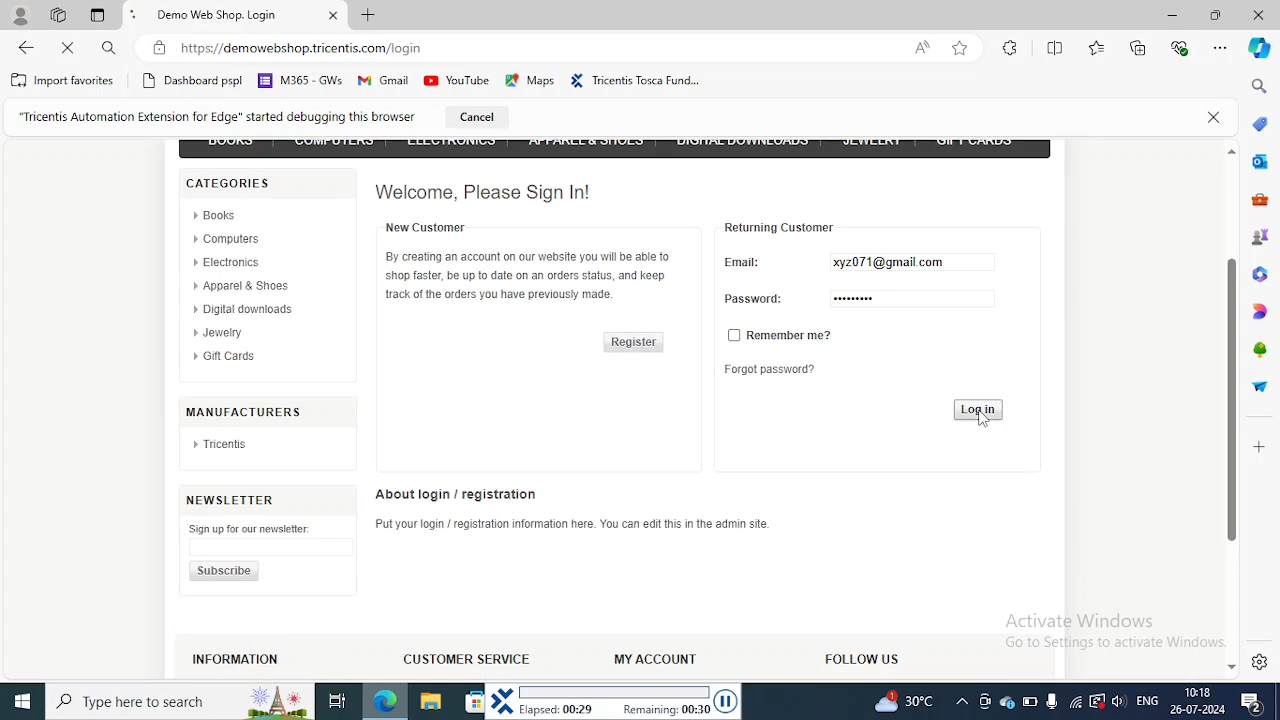 Demo Web Shop. Login
https://demowebshop.tricentis.com/login
Import favorites
Dashboard pspl
M365 - GWs
Gmail
YouTube
Maps
Tricentis Tosca Fund...
"Tricentis Automation Extension for Edge" started debugging this browser
Cancel
BOOKS COMPUTERS ELECTRONICS APPAREL & SHOES DIGITAL DOWNLOADS JEWELRY GIFT CARDS
CATEGORIES
Books
Computers
Electronics
Apparel & Shoes
Digital downloads
Jewelry
Gift Cards
MANUFACTURERS
Tricentis
NEWSLETTER
Sign up for our newsletter:
Subscribe
Welcome, Please Sign In!
New Customer
By creating an account on our website you will be able to
shop faster, be up to date on an orders status, and keep
track of the orders you have previously made.
Register
Returning Customer
Email: xyz071@gmail.com
Password: •••••••••
Remember me?
Forgot password?
Log in
About login / registration
Put your login / registration information here. You can edit this in the admin site.
Activate Windows
Go to Settings to activate Windows.
INFORMATION
CUSTOMER SERVICE
MY ACCOUNT
FOLLOW US
Type here to search
Elapsed: 00:29 Remaining: 00:30
1
30°C
ENG
10:18
26-07-2024
2